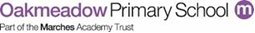 Oakmeadow Primary School m
Part of the Marches Academy Trust